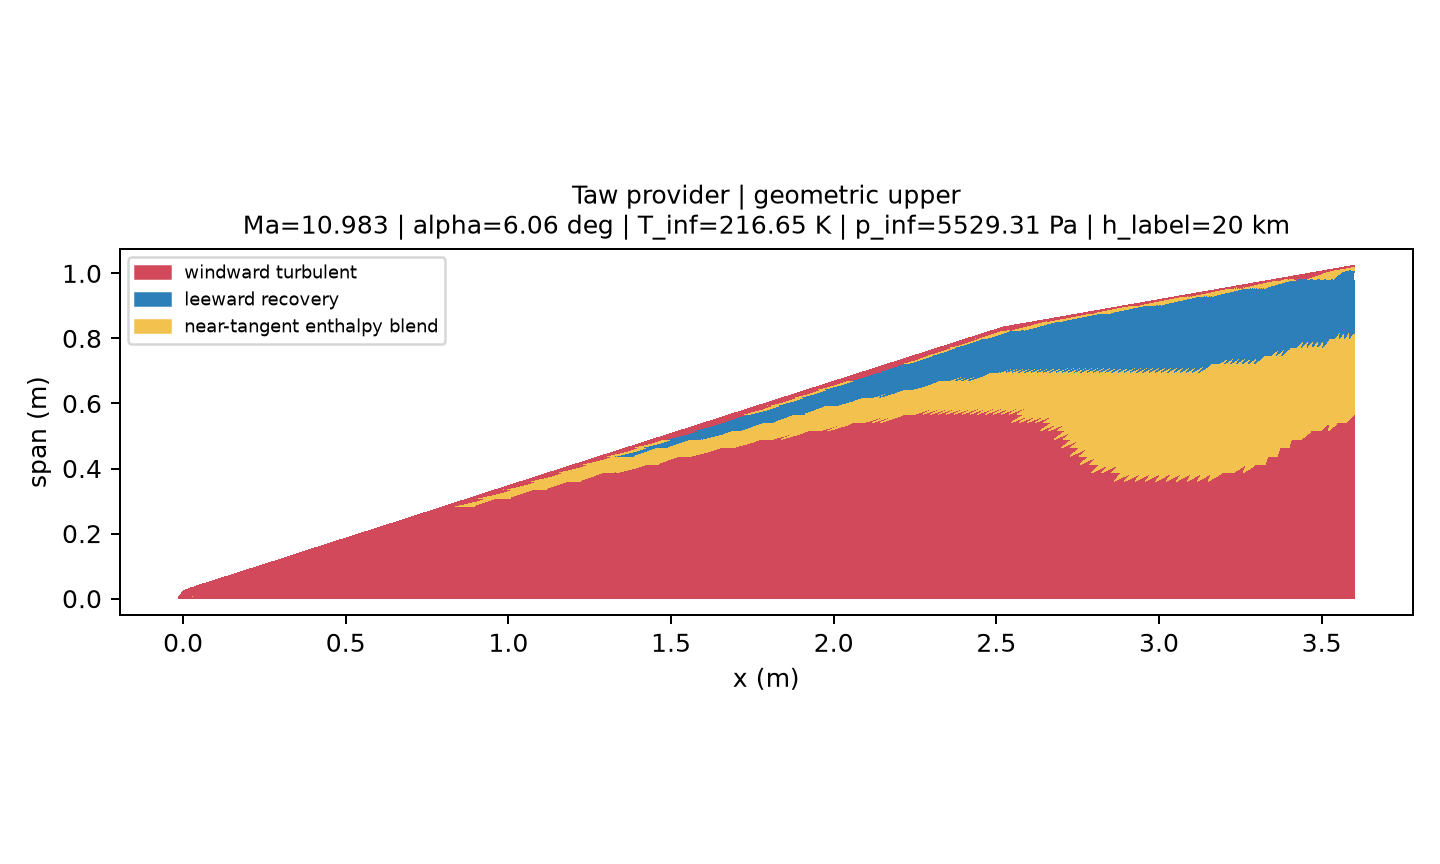 Taw provider | geometric upper
Ma=10.983 | alpha=6.06 deg | T_inf=216.65 K | p_inf=5529.31 Pa | h_label=20 km
windward turbulent
leeward recovery
near-tangent enthalpy blend
1.0
0.8
0.6
0.4
0.2
0.0
span (m)
0.0 0.5 1.0 1.5 2.0 2.5 3.0 3.5
x (m)